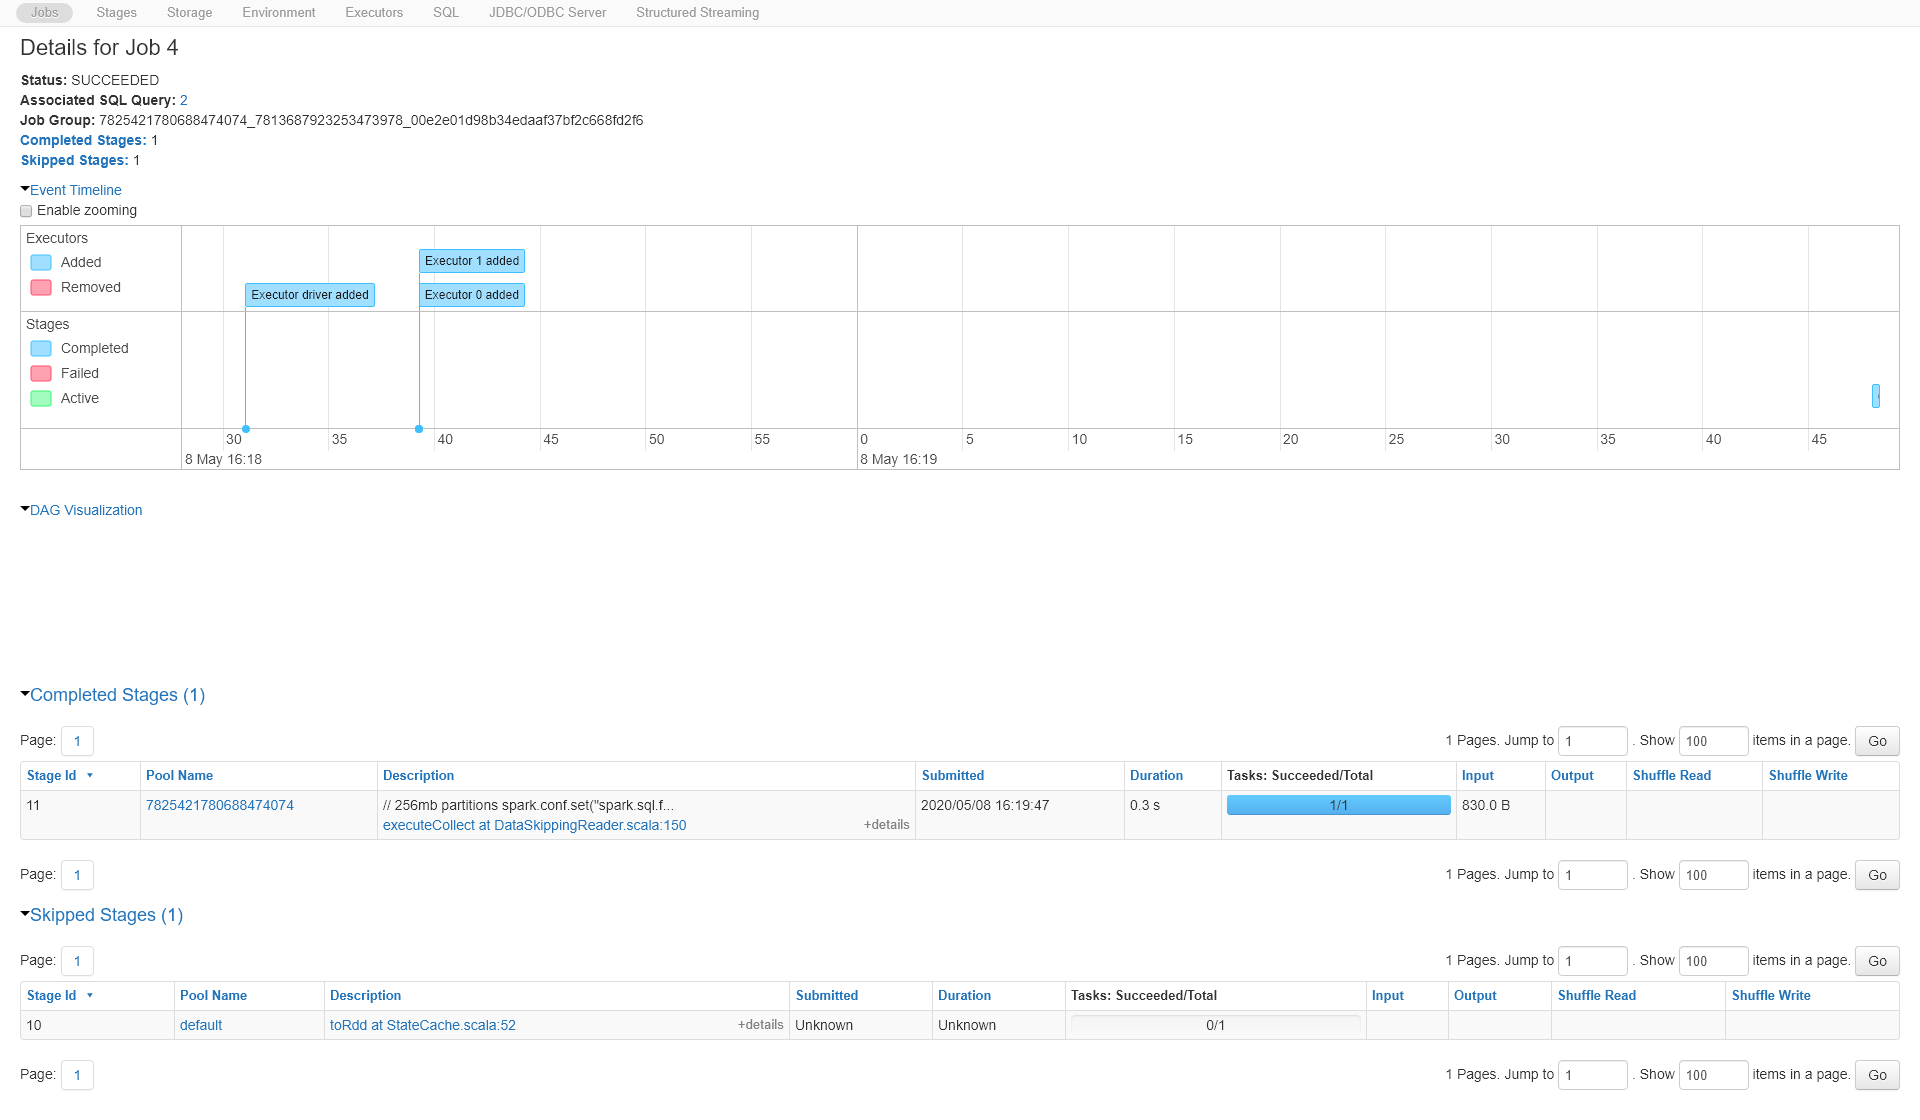 Jobs Stages Storage Environment Executors SQL JDBC/ODBC Server Structured Streaming
Details for Job 4
Status: SUCCEEDED
Associated SQL Query: 2
Job Group: 7825421780688474074_7813687923253473978_00e2e01d98b34edaaf37bf2c668fd2f6
Completed Stages: 1
Skipped Stages: 1
Event Timeline
Enable zooming
Executors
Added
Removed
Executor 1 added
Executor driver added
Executor 0 added
Stages
Completed
Failed
Active
30 35 40 45 50 55 0 5 10 15 20 25 30 35 40 45
8 May 16:18 8 May 16:19
DAG Visualization
Completed Stages (1)
Page: 1 1 Pages. Jump to 1 . Show 100 items in a page. Go
Stage Id Pool Name Description Submitted Duration Tasks: Succeeded/Total Input Output Shuffle Read Shuffle Write
11 7825421780688474074 // 256mb partitions spark.conf.set("spark.sql.f... 2020/05/08 16:19:47 0.3 s 1/1 830.0 B
executeCollect at DataSkippingReader.scala:150 +details
Page: 1 1 Pages. Jump to 1 . Show 100 items in a page. Go
Skipped Stages (1)
Page: 1 1 Pages. Jump to 1 . Show 100 items in a page. Go
Stage Id Pool Name Description Submitted Duration Tasks: Succeeded/Total Input Output Shuffle Read Shuffle Write
10 default toRdd at StateCache.scala:52 +details Unknown Unknown 0/1
Page: 1 1 Pages. Jump to 1 . Show 100 items in a page. Go